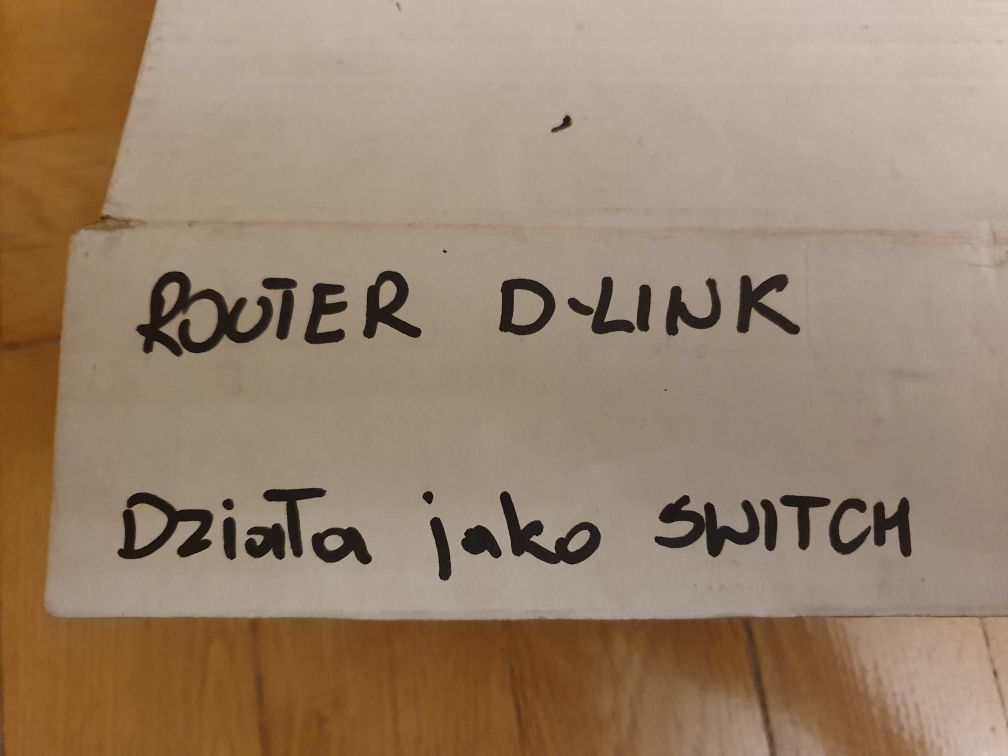 ROUTER D-LINK
Działa jako SWITCH